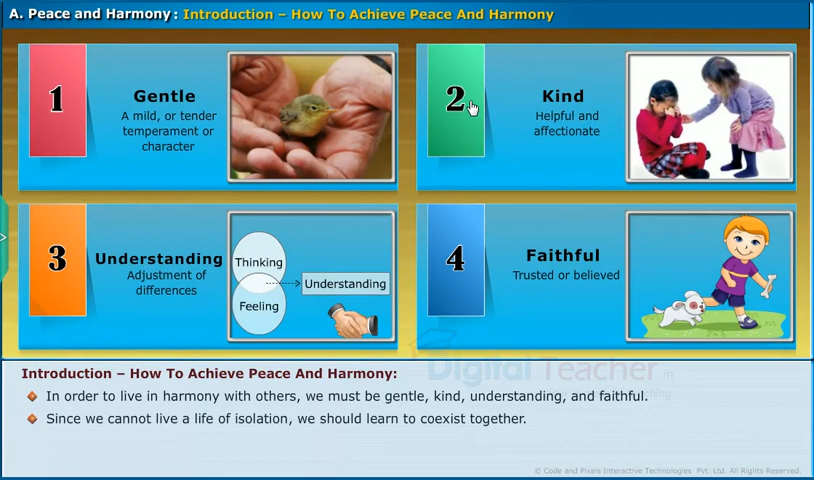 A. Peace and Harmony : Introduction – How To Achieve Peace And Harmony
1
Gentle
A mild, or tender
temperament or
character
2
Kind
Helpful and
affectionate
3
Understanding
Adjustment of
differences
Thinking
Feeling
Understanding
4
Faithful
Trusted or believed
Introduction – How To Achieve Peace And Harmony:
In order to live in harmony with others, we must be gentle, kind, understanding, and faithful.
Since we cannot live a life of isolation, we should learn to coexist together.
Digital Teacher.in
© Code and Pixels Interactive Technologies Pvt. Ltd. All Rights Reserved.